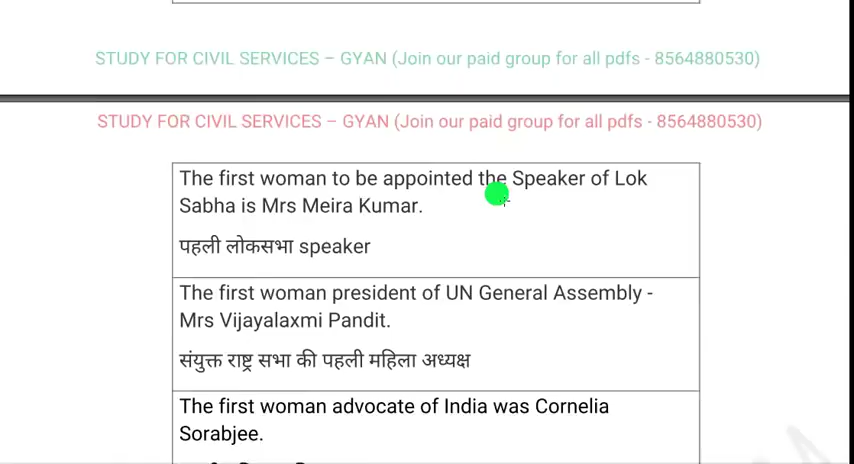 STUDY FOR CIVIL SERVICES – GYAN (Join our paid group for all pdfs - 8564880530)
STUDY FOR CIVIL SERVICES – GYAN (Join our paid group for all pdfs - 8564880530)
The first woman to be appointed the Speaker of Lok
Sabha is Mrs Meira Kumar.
पहली लोकसभा speaker
The first woman president of UN General Assembly -
Mrs Vijayalaxmi Pandit.
संयुक्त राष्ट्र सभा की पहली महिला अध्यक्ष
The first woman advocate of India was Cornelia
Sorabjee.